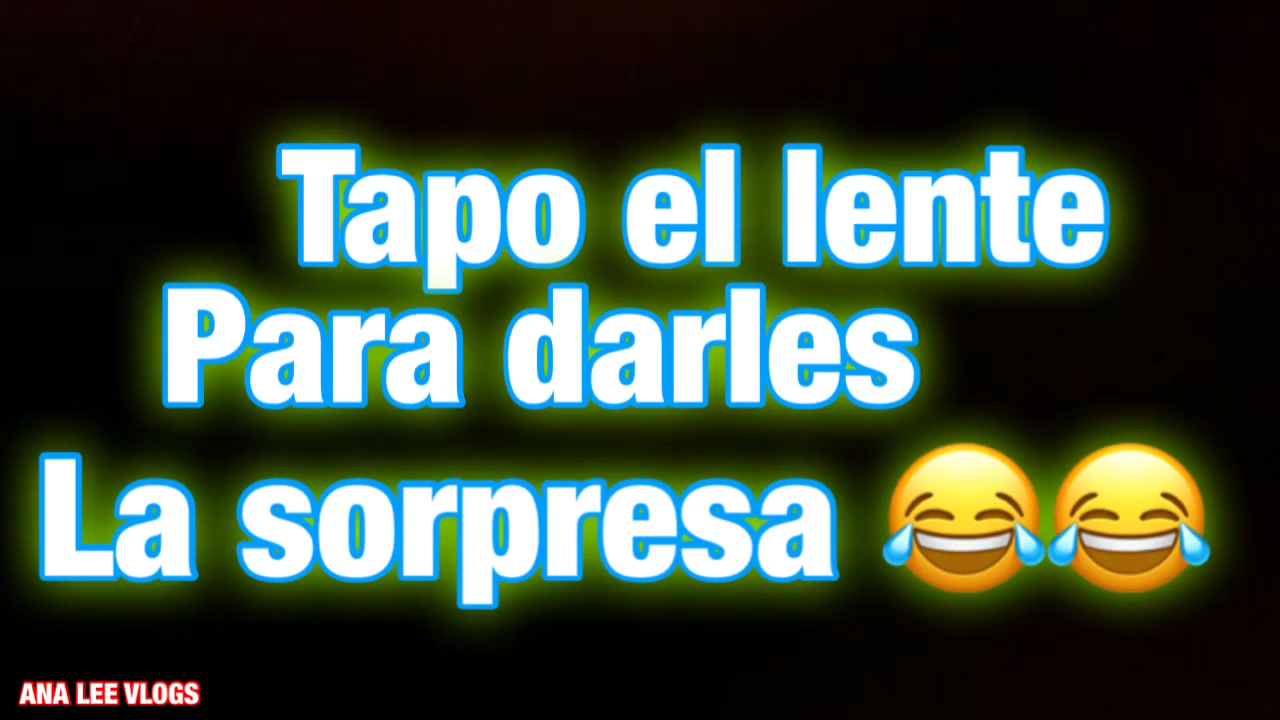 Tapo el lente
Para darles
La sorpresa 😂😂
ANA LEE VLOGS